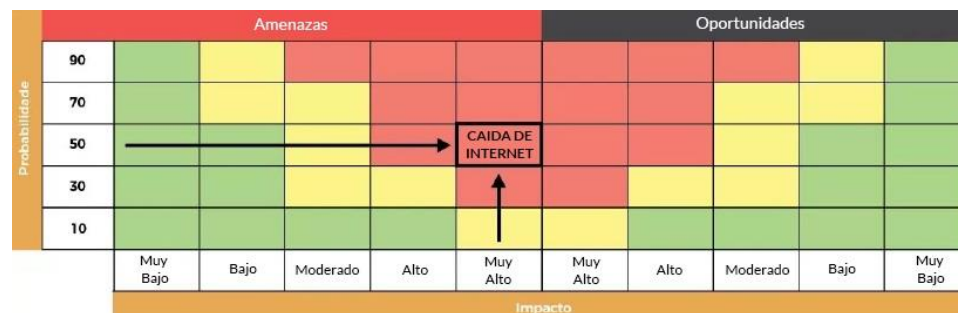 Amenazas Oportunidades
Probabilidade
90
70
50 CAIDA DE
INTERNET
30
10
Muy Bajo Bajo Moderado Alto Muy Alto Muy Alto Alto Moderado Bajo Muy Bajo
Impacto